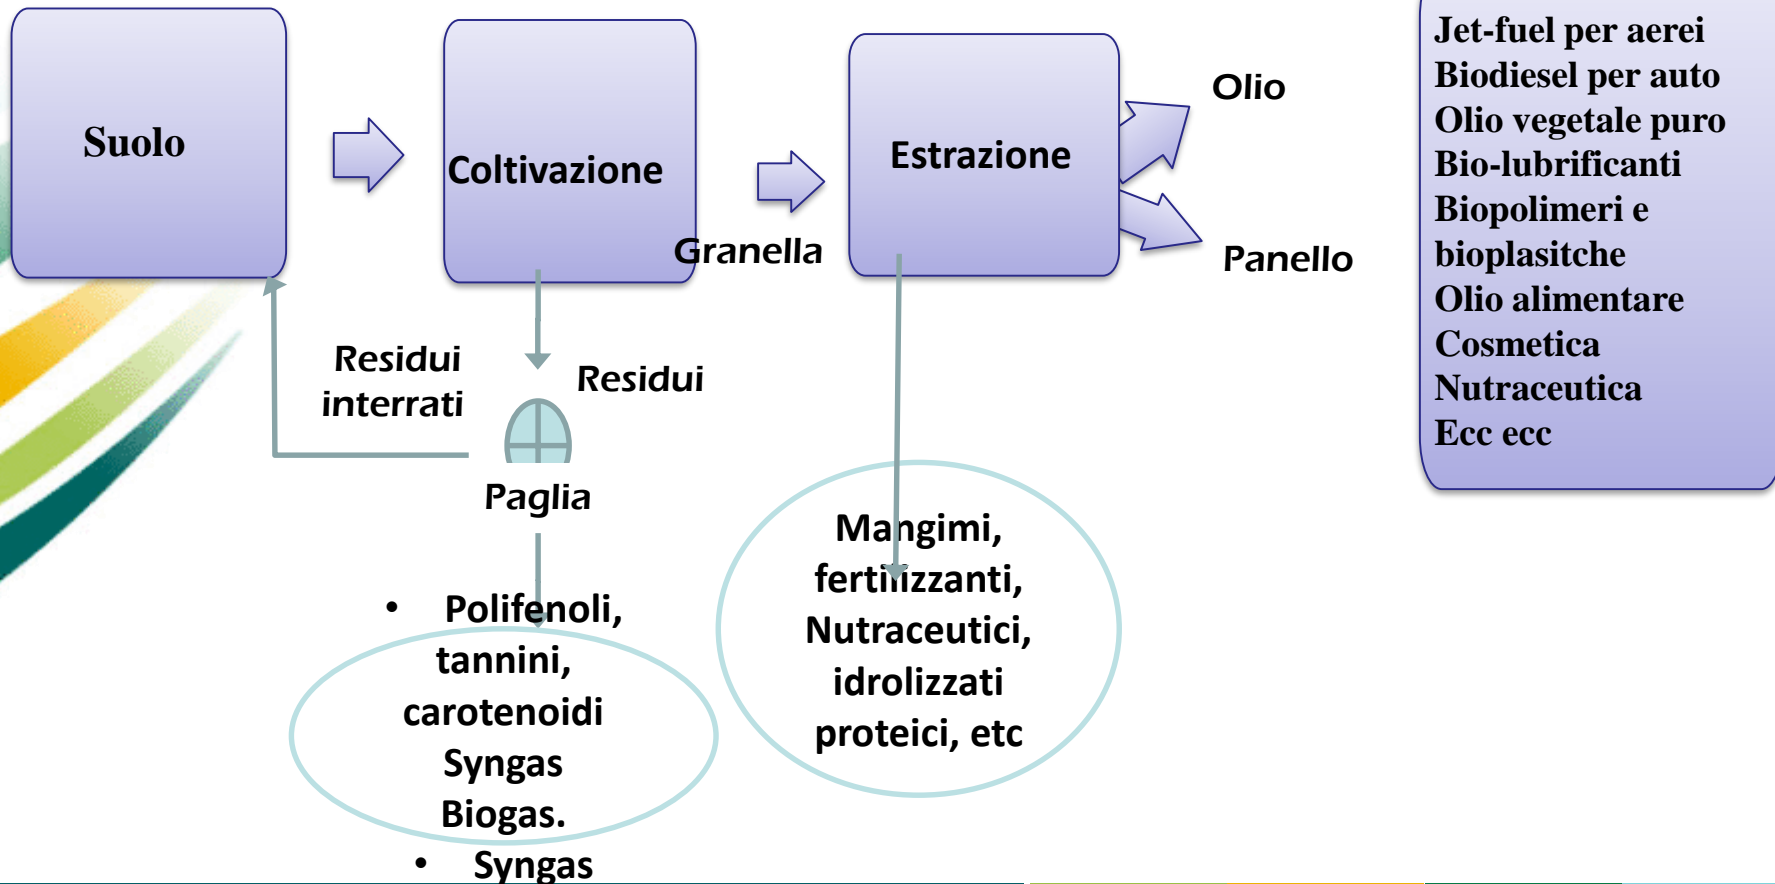 Suolo
Coltivazione
Estrazione
Granella
Olio
Panello
Jet-fuel per aerei
Biodiesel per auto
Olio vegetale puro
Bio-lubrificanti
Biopolimeri e
bioplasitche
Olio alimentare
Cosmetica
Nutraceutica
Ecc ecc
Residui
interrati
Residui
Paglia
• Polifenoli,
tannini,
carotenoidi
Syngas
Biogas.
• Syngas
Mangimi,
fertilizzanti,
Nutraceutici,
idrolizzati
proteici, etc